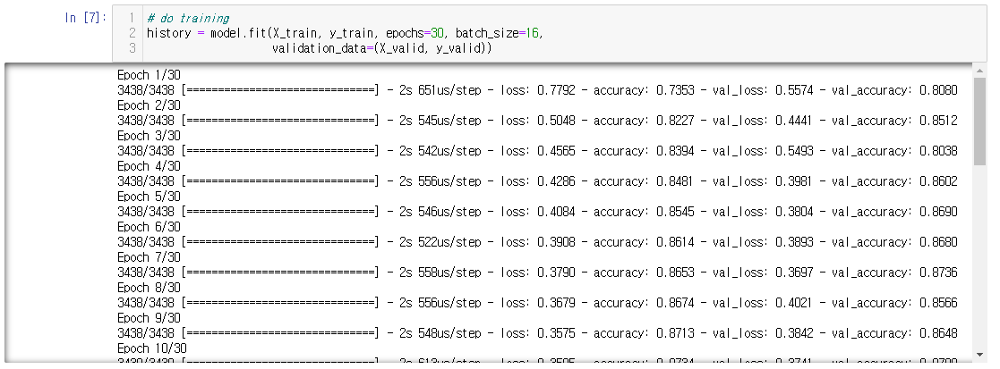 In [7]:
1 # do training
2 history = model.fit(X_train, y_train, epochs=30, batch_size=16,
3 validation_data=(X_valid, y_valid))
Epoch 1/30
3438/3438 [==============================] - 2s 651us/step - loss: 0.7792 - accuracy: 0.7353 - val_loss: 0.5574 - val_accuracy: 0.8080
Epoch 2/30
3438/3438 [==============================] - 2s 545us/step - loss: 0.5048 - accuracy: 0.8227 - val_loss: 0.4441 - val_accuracy: 0.8512
Epoch 3/30
3438/3438 [==============================] - 2s 542us/step - loss: 0.4565 - accuracy: 0.8394 - val_loss: 0.5493 - val_accuracy: 0.8038
Epoch 4/30
3438/3438 [==============================] - 2s 556us/step - loss: 0.4286 - accuracy: 0.8481 - val_loss: 0.3981 - val_accuracy: 0.8602
Epoch 5/30
3438/3438 [==============================] - 2s 546us/step - loss: 0.4084 - accuracy: 0.8545 - val_loss: 0.3804 - val_accuracy: 0.8690
Epoch 6/30
3438/3438 [==============================] - 2s 522us/step - loss: 0.3908 - accuracy: 0.8614 - val_loss: 0.3893 - val_accuracy: 0.8680
Epoch 7/30
3438/3438 [==============================] - 2s 558us/step - loss: 0.3790 - accuracy: 0.8653 - val_loss: 0.3697 - val_accuracy: 0.8736
Epoch 8/30
3438/3438 [==============================] - 2s 556us/step - loss: 0.3679 - accuracy: 0.8674 - val_loss: 0.4021 - val_accuracy: 0.8566
Epoch 9/30
3438/3438 [==============================] - 2s 548us/step - loss: 0.3575 - accuracy: 0.8713 - val_loss: 0.3842 - val_accuracy: 0.8648
Epoch 10/30